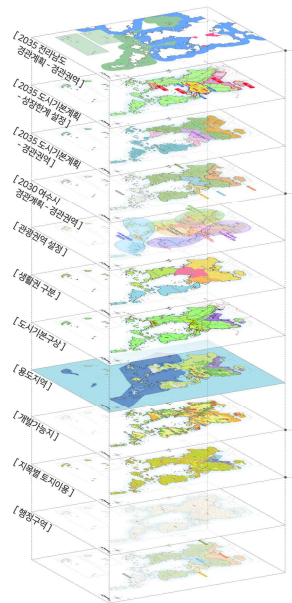 [ 2035 전라남도
경관계획 - 경관권역 ]
[ 2035 도시기본계획
- 성장한계 설정 ]
[ 2035 도시기본계획
- 경관권역 ]
[ 2030 여수시
경관계획 - 경관권역 ]
[ 관광권역 설정 ]
[ 생활권 구분 ]
[ 도시기본구상 ]
[ 용도지역 ]
[ 개발가능지 ]
[ 지목별 토지이용 ]
[ 행정구역 ]